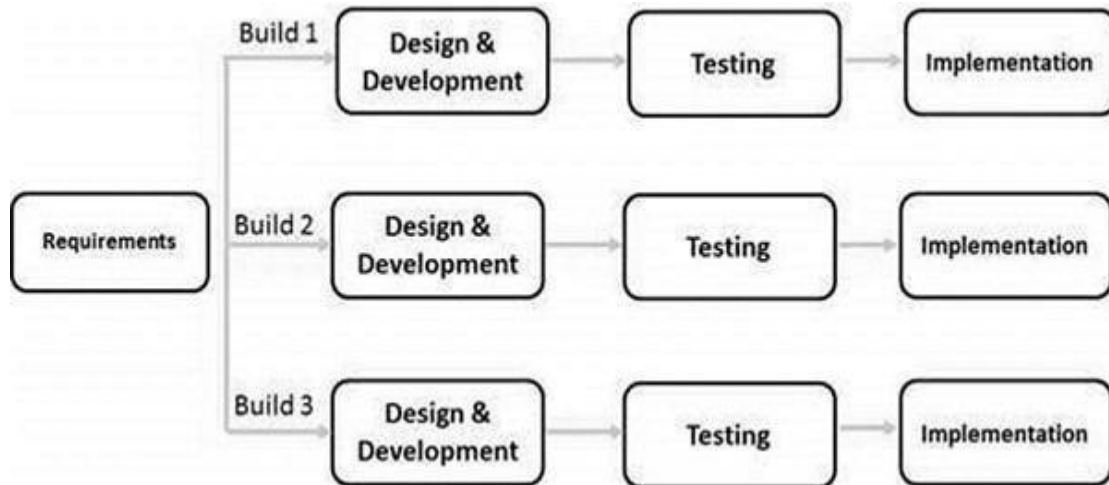 Build 1
Design &
Development
Testing
Implementation
Requirements
Build 2
Design &
Development
Testing
Implementation
Build 3
Design &
Development
Testing
Implementation